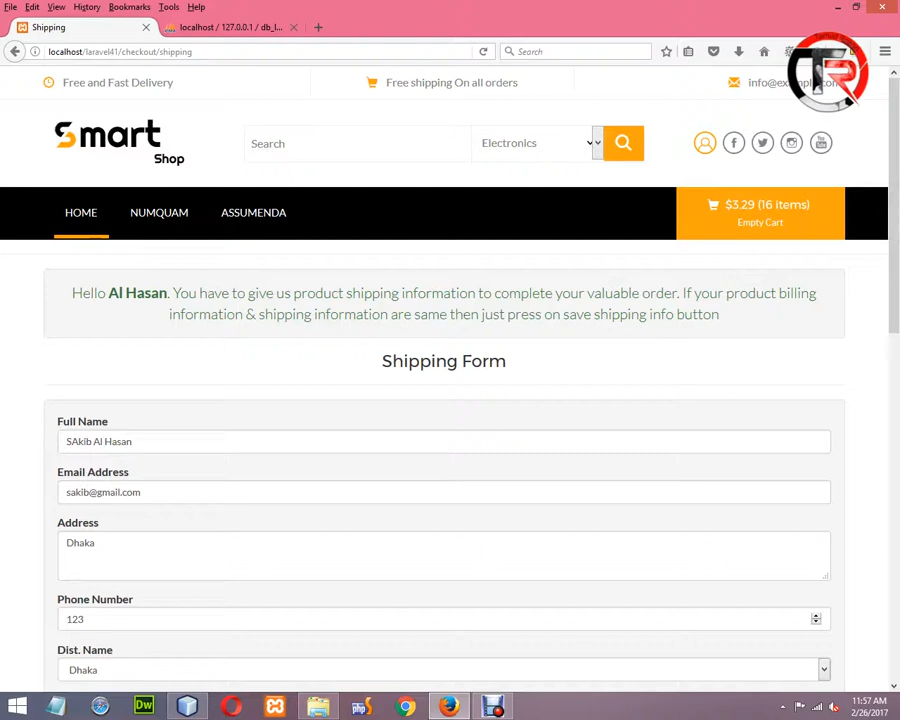 File Edit View History Bookmarks Tools Help
Shipping
localhost / 127.0.0.1 / db_l...
localhost/laravel41/checkout/shipping
Search
Free and Fast Delivery
Free shipping On all orders
Smart
Shop
Search
Electronics
HOME NUMQUAM ASSUMENDA
$3.29 (16 items)
Empty Cart
Hello Al Hasan. You have to give us product shipping information to complete your valuable order. If your product billing
information & shipping information are same then just press on save shipping info button
Shipping Form
Full Name
SAkib Al Hasan
Email Address
sakib@gmail.com
Address
Dhaka
Phone Number
123
Dist. Name
Dhaka
Dw
php
11:57 AM
2/26/2017